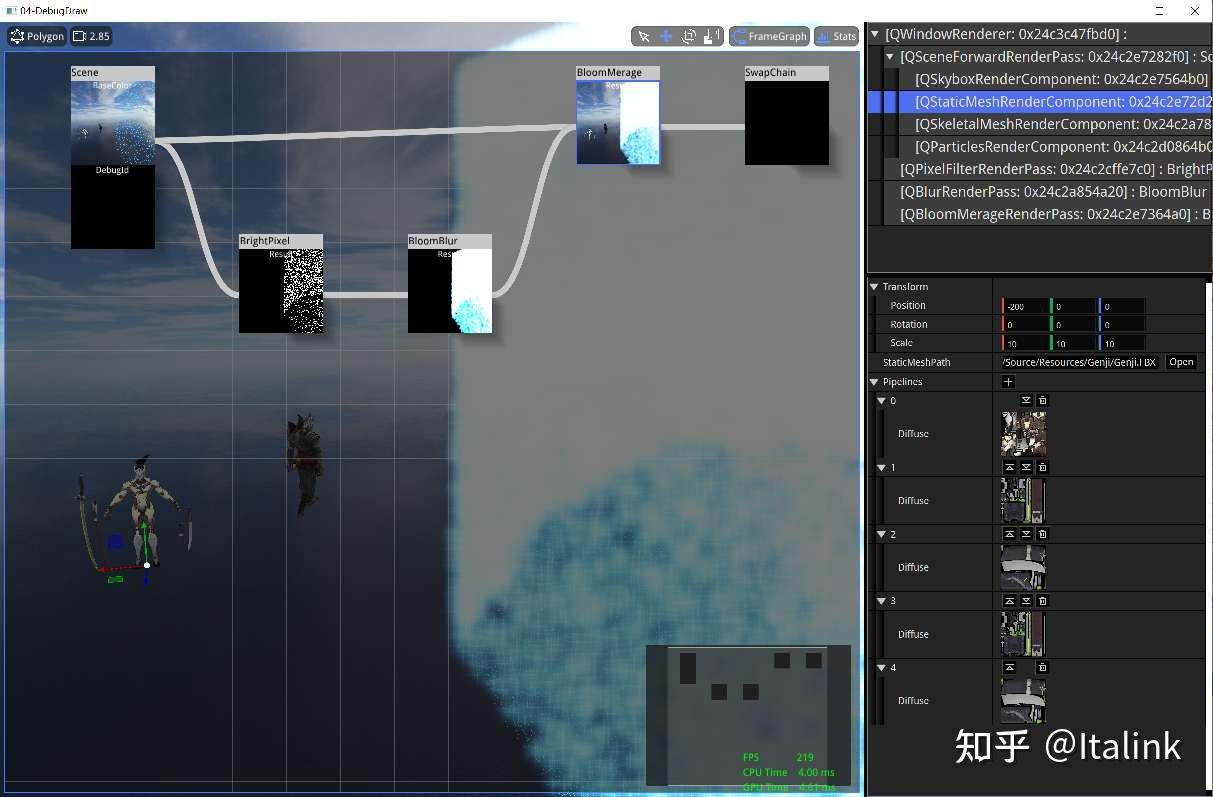 04-DebugDraw
Polygon
2.85
FrameGraph
Stats
Scene
BaseColor
DebugId
BrightPixel
Resu
BloomBlur
Resu
BloomMerage
Resu
SwapChain
FPS 219
CPU Time 4.00 ms
GPU Time 4.61 ms
[QWindowRenderer: 0x24c3c47fbd0] :
[QSceneForwardRenderPass: 0x24c2e7282f0] : Sc
[QSkyboxRenderComponent: 0x24c2e7564b0]
[QStaticMeshRenderComponent: 0x24c2e72d2
[QSkeletalMeshRenderComponent: 0x24c2a78
[QParticlesRenderComponent: 0x24c2d0864b0
[QPixelFilterRenderPass: 0x24c2cffe7c0] : BrightP
[QBlurRenderPass: 0x24c2a854a20] : BloomBlur
[QBloomMerageRenderPass: 0x24c2e7364a0] : B
Transform
Position -200 0 0
Rotation 0 0 0
Scale 10 10 10
StaticMeshPath /Source/Resources/Genji/Genji.FBX Open
Pipelines +
0
Diffuse
1
Diffuse
2
Diffuse
3
Diffuse
4
Diffuse
知乎 @Italink